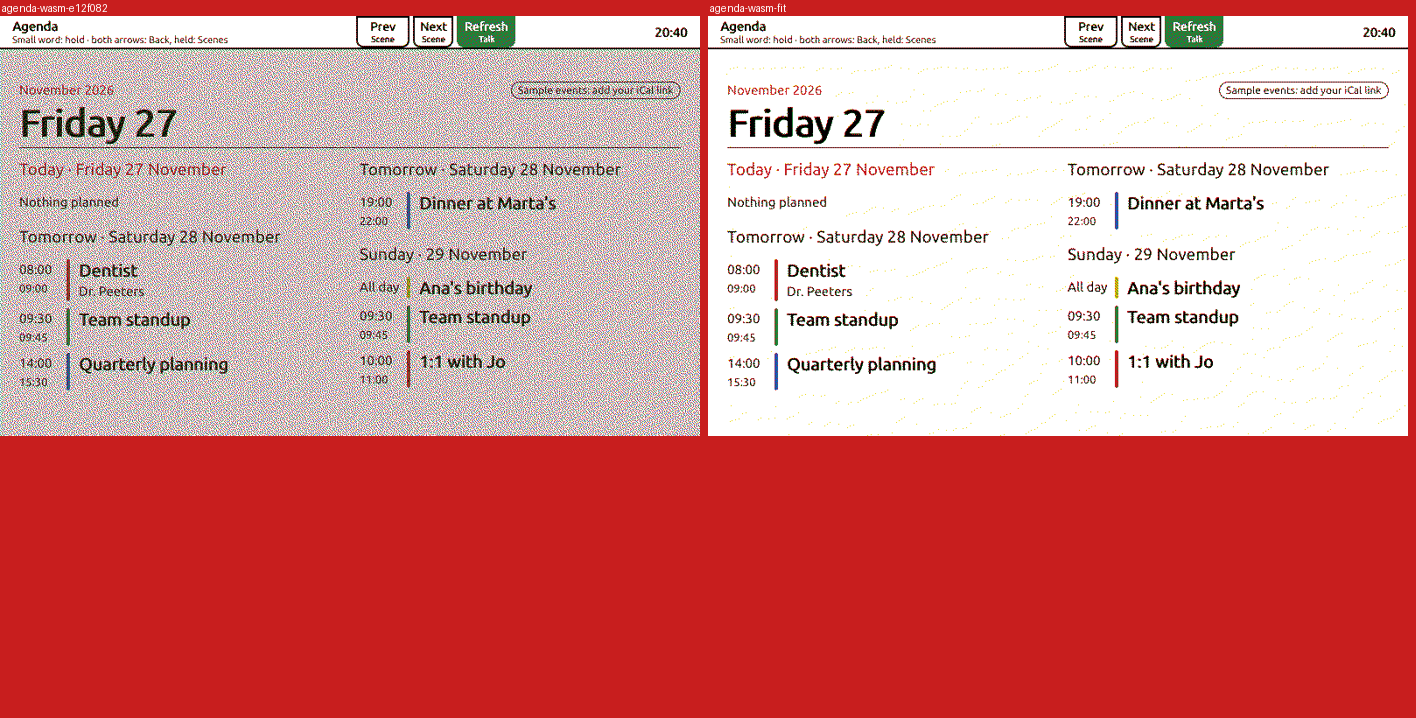 agenda-wasm-e12f082
Agenda
Small word: hold · both arrows: Back, held: Scenes
Prev
Scene
Next
Scene
Refresh
Talk
20:40
November 2026
Sample events: add your iCal link
Friday 27
Today · Friday 27 November
Nothing planned
Tomorrow · Saturday 28 November
08:00
09:00
Dentist
Dr. Peeters
09:30
09:45
Team standup
14:00
15:30
Quarterly planning
Tomorrow · Saturday 28 November
19:00
22:00
Dinner at Marta's
Sunday · 29 November
All day
Ana's birthday
09:30
09:45
Team standup
10:00
11:00
1:1 with Jo
agenda-wasm-fit
Agenda
Small word: hold · both arrows: Back, held: Scenes
Prev
Scene
Next
Scene
Refresh
Talk
20:40
November 2026
Sample events: add your iCal link
Friday 27
Today · Friday 27 November
Nothing planned
Tomorrow · Saturday 28 November
08:00
09:00
Dentist
Dr. Peeters
09:30
09:45
Team standup
14:00
15:30
Quarterly planning
Tomorrow · Saturday 28 November
19:00
22:00
Dinner at Marta's
Sunday · 29 November
All day
Ana's birthday
09:30
09:45
Team standup
10:00
11:00
1:1 with Jo